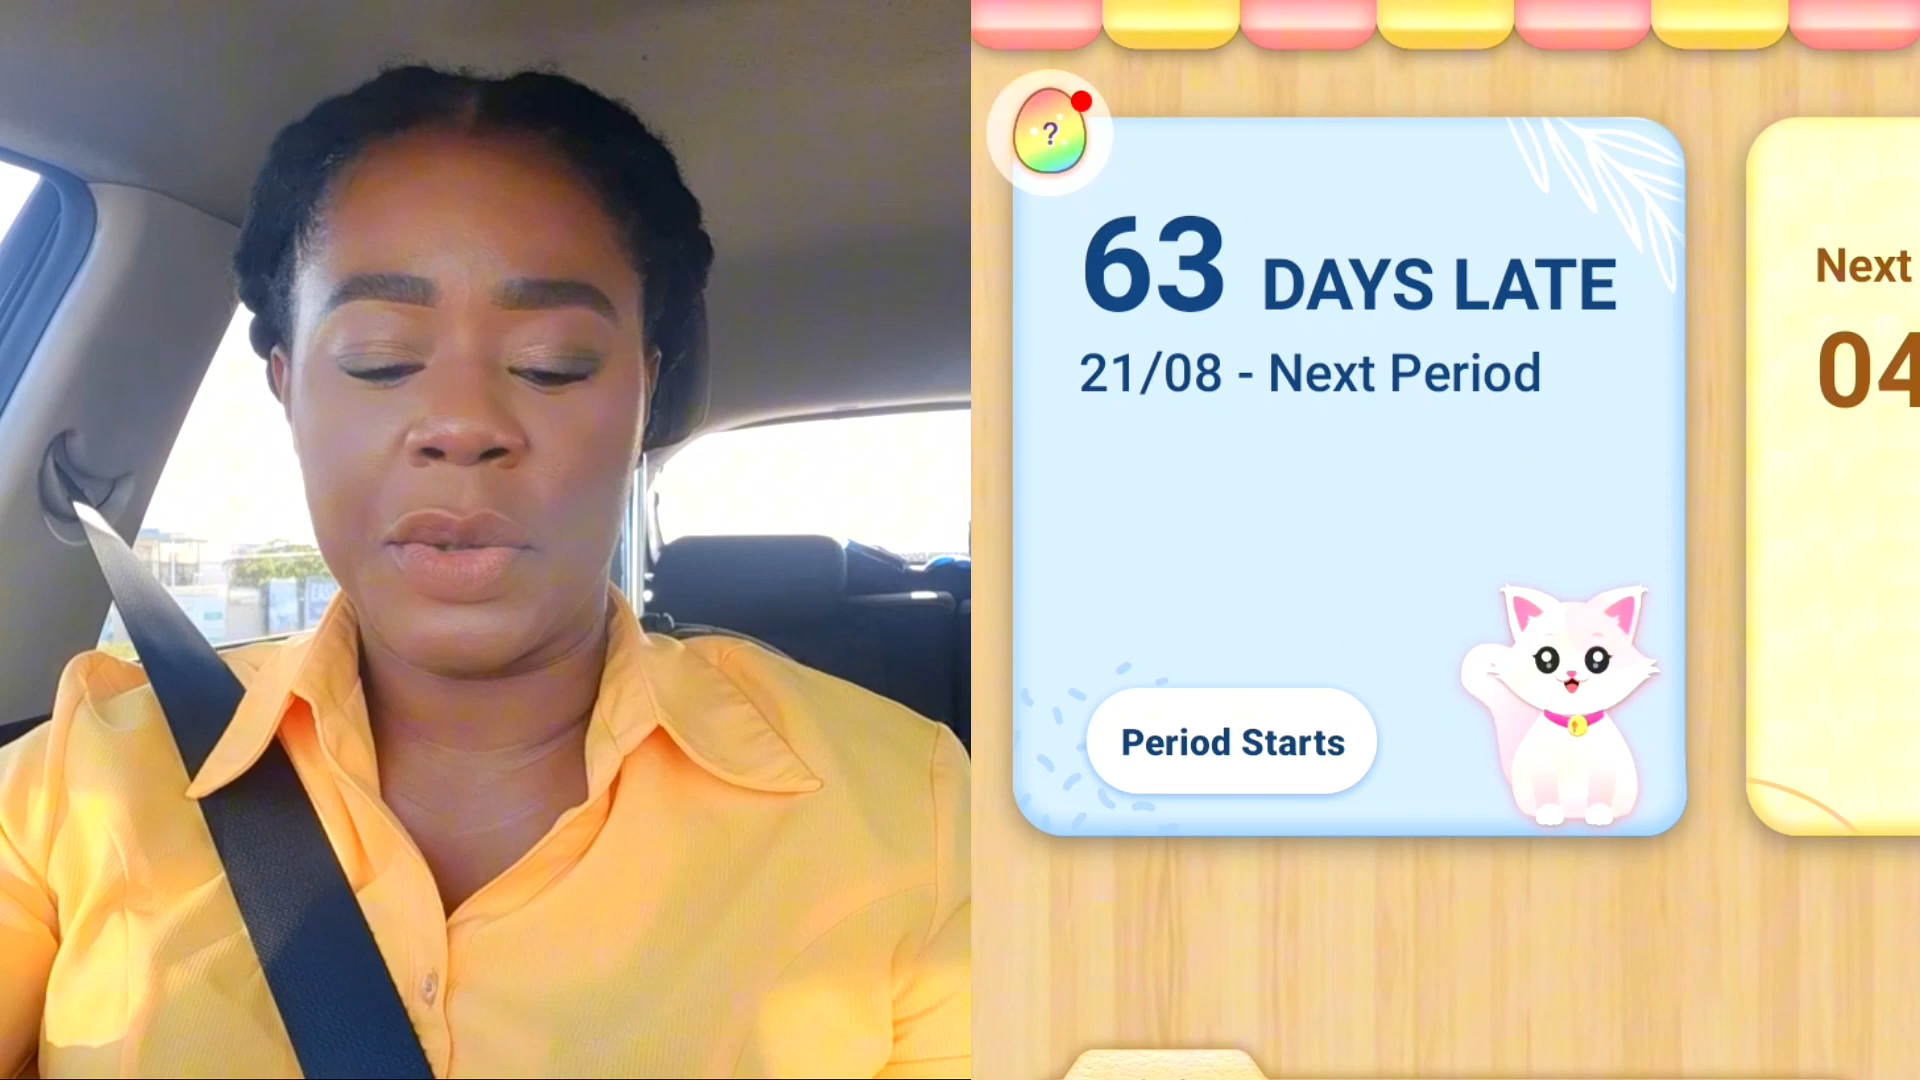 ?
63 DAYS LATE
21/08 - Next Period
Period Starts
Next
04